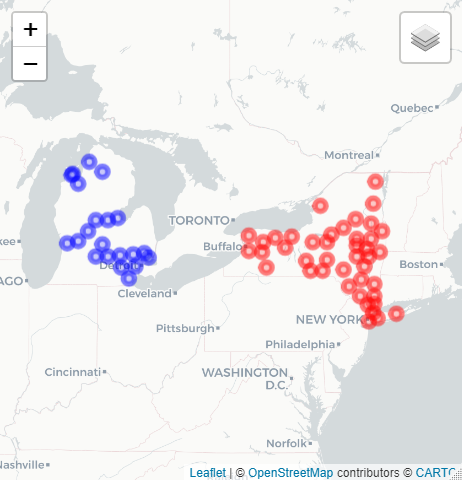 +
−
Quebec
Montreal
TORONTO
kee
Buffalo
Boston
Detroit
AGO
Cleveland
NEW YORK
Pittsburgh
Philadelphia
Cincinnati
WASHINGTON
D.C.
Norfolk
Nashville
Leaflet | © OpenStreetMap contributors © CARTO